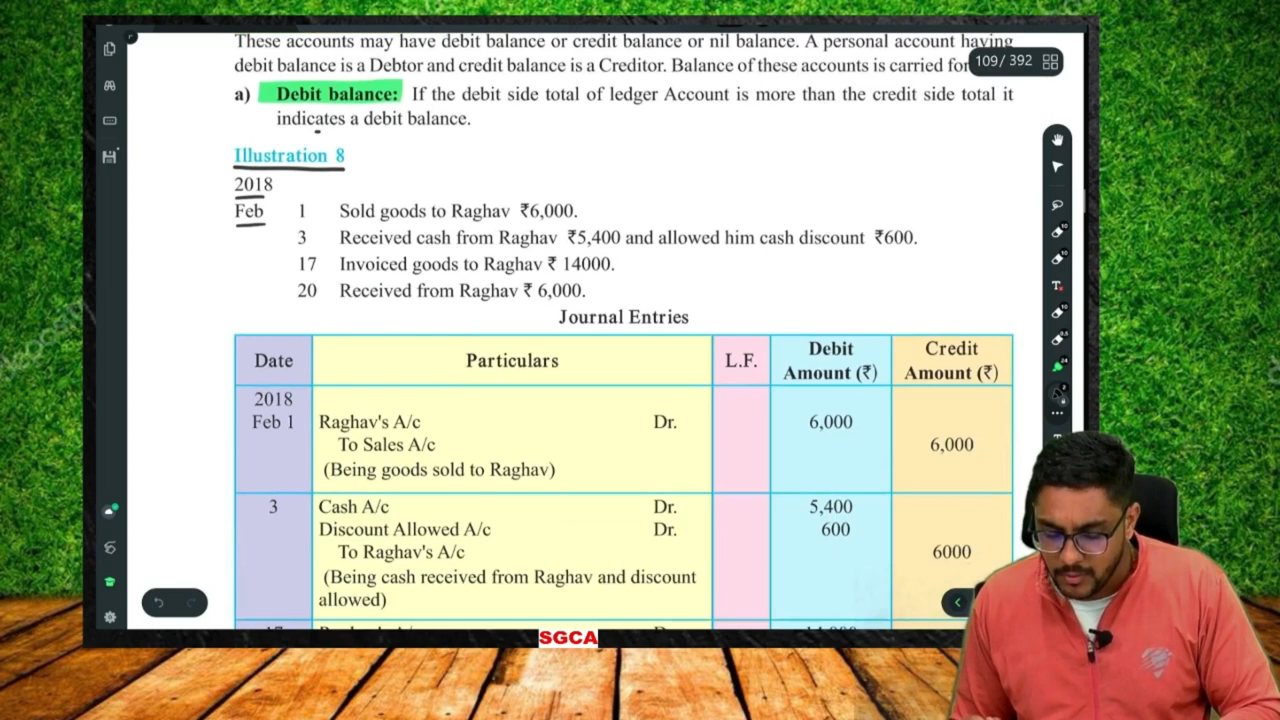 These accounts may have debit balance or credit balance or nil balance. A personal account having
debit balance is Debtor and credit balance is a Creditor. Balance of these accounts is carried for
109/392
a) Debit balance: If the debit side total of ledger Account is more than the credit side total it
indicates a debit balance.
Illustration 8
2018
Feb 1 Sold goods to Raghav ₹6,000.
3 Received cash from Raghav ₹5,400 and allowed him cash discount ₹600.
17 Invoiced goods to Raghav ₹ 14000.
20 Received from Raghav ₹ 6,000.
Journal Entries
Date Particulars L.F. Debit Amount (₹) Credit Amount (₹)
2018
Feb 1 Raghav's A/c Dr. 6,000
To Sales A/c 6,000
(Being goods sold to Raghav)
3 Cash A/c Dr. 5,400
Discount Allowed A/c Dr. 600
To Raghav's A/c 6000
(Being cash received from Raghav and discount
allowed)
SGCA